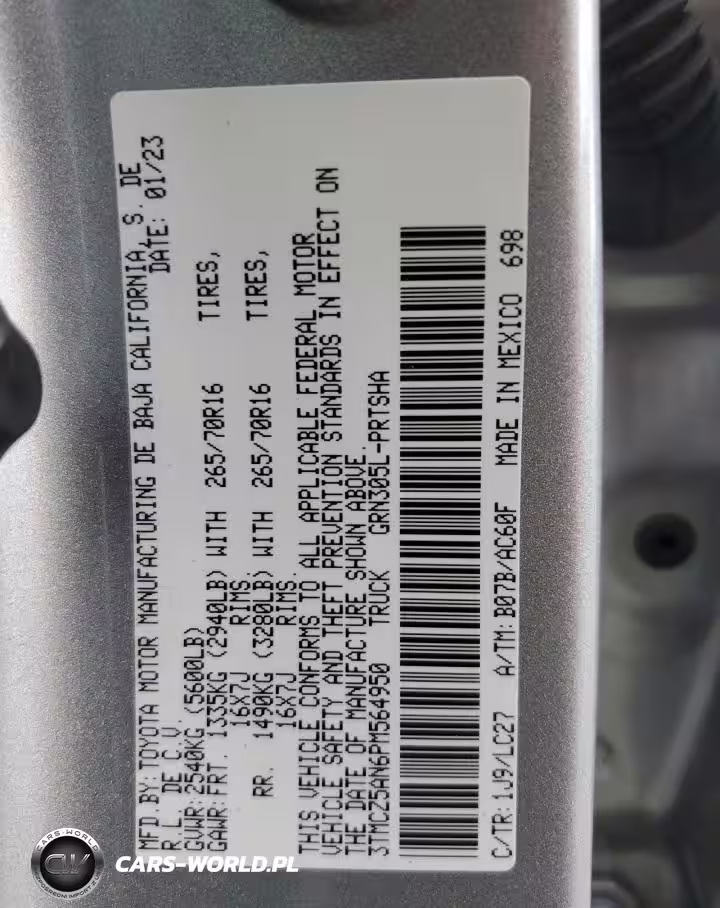 MFD BY: TOYOTA MOTOR MANUFACTURING DE BAJA CALIFORNIA, S. DE
R.L. DE C.V. DATE: 01/23
GVWR: 2540KG (5600LB)
GAWR: FRT. 1335KG (2940LB) WITH 265/70R16 TIRES,
16X7J RIMS.
RR. 1490KG (3280LB) WITH 265/70R16 TIRES,
16X7J RIMS.
THIS VEHICLE CONFORMS TO ALL APPLICABLE FEDERAL MOTOR
VEHICLE SAFETY AND THEFT PREVENTION STANDARDS IN EFFECT ON
THE DATE OF MANUFACTURE SHOWN ABOVE.
3TMCZ5AN6PM564950 TRUCK GRN305L-PRTSHA
C/TR: 1J9/LC27 A/TM: B07B/AC60F MADE IN MEXICO 698
CARS-WORLD
CW
CARS-WORLD.PL